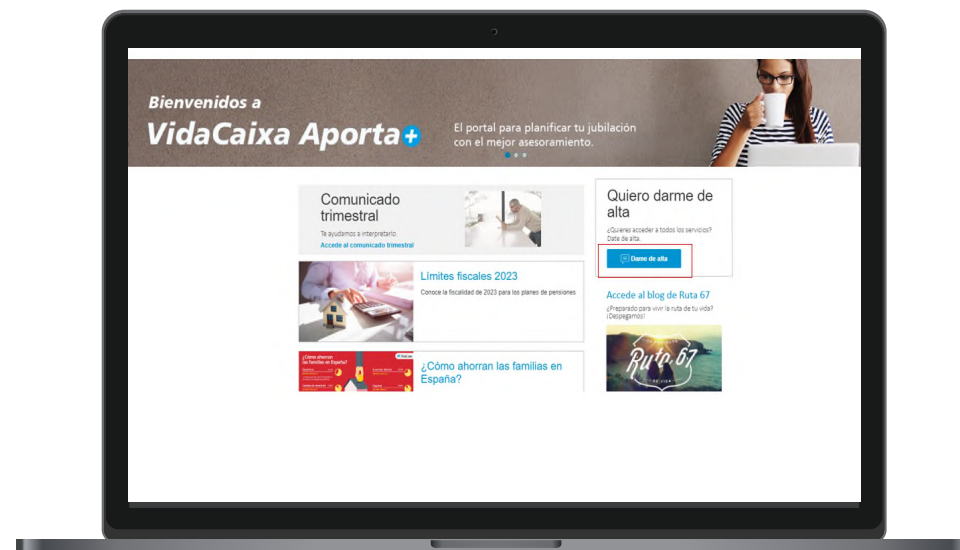 Bienvenidos a
VidaCaixa Aporta+
El portal para planificar tu jubilación
con el mejor asesoramiento.
Comunicado
trimestral
Te ayudamos a interpretarlo.
Accede al comunicado trimestral
Quiero darme de
alta
¿Quieres acceder a todos los servicios?
Date de alta.
Dame de alta
Límites fiscales 2023
Conoce la fiscalidad de 2023 para los planes de pensiones
Accede al blog de Ruta 67
¿Preparado para vivir la ruta de tu vida?
¡Despegamos!
Ruta 67
¿Cómo ahorran
las familias en España?
¿Cómo ahorran las familias en
España?